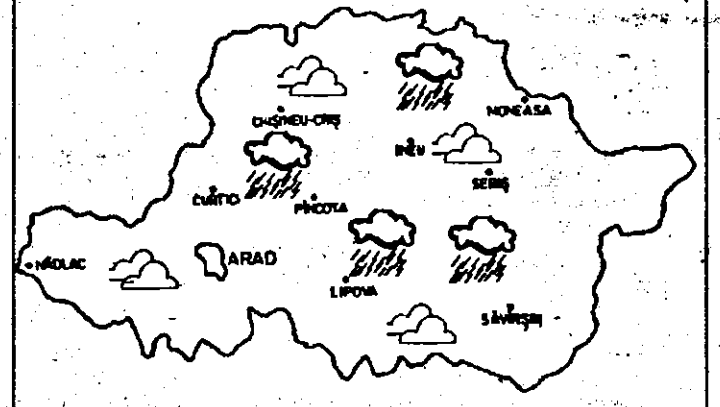 MONEASA
CHIȘINEU-CRIȘ
INEU
SEBIȘ
CURTICI
PÎNCOTA
ARAD
NĂDLAC
LIPOVA
SĂVÎRȘIN